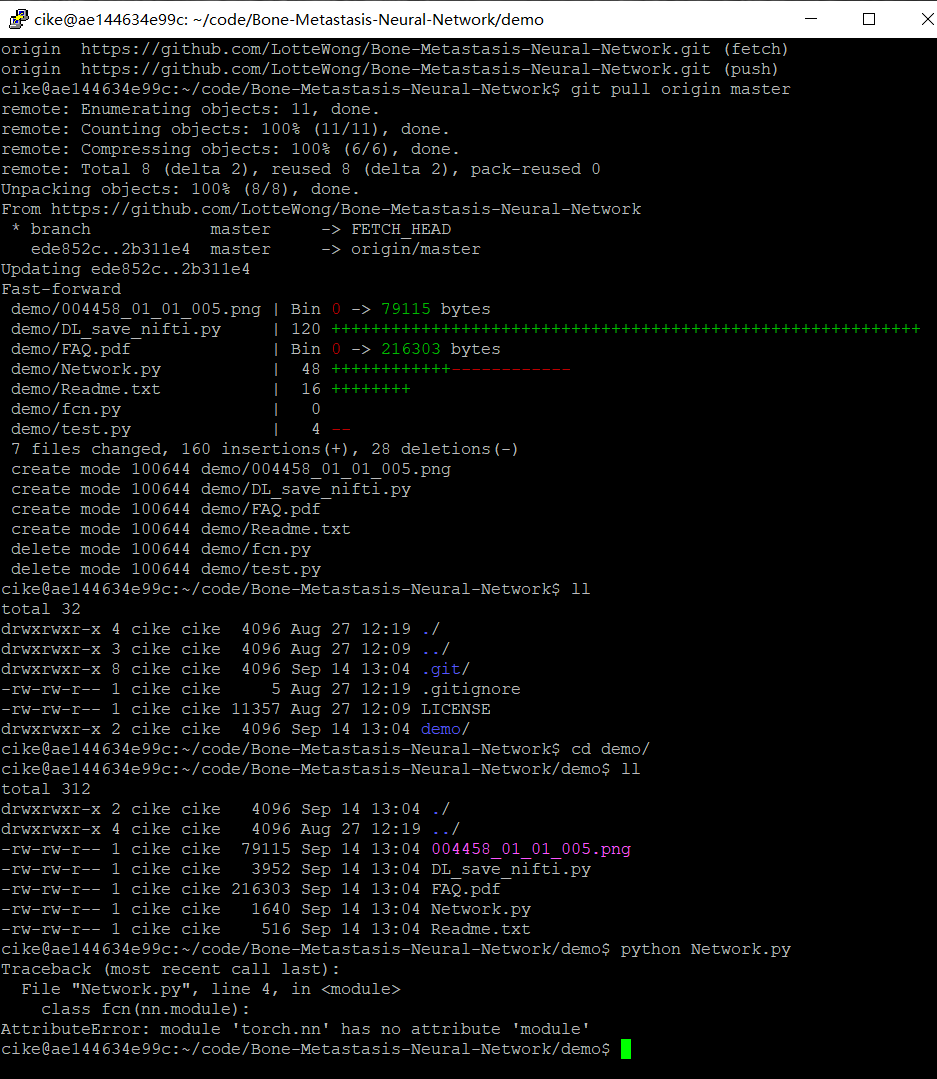 cike@ae144634e99c: ~/code/Bone-Metastasis-Neural-Network/demo
origin  https://github.com/LotteWong/Bone-Metastasis-Neural-Network.git (fetch)
origin  https://github.com/LotteWong/Bone-Metastasis-Neural-Network.git (push)
cike@ae144634e99c:~/code/Bone-Metastasis-Neural-Network$ git pull origin master
remote: Enumerating objects: 11, done.
remote: Counting objects: 100% (11/11), done.
remote: Compressing objects: 100% (6/6), done.
remote: Total 8 (delta 2), reused 8 (delta 2), pack-reused 0
Unpacking objects: 100% (8/8), done.
From https://github.com/LotteWong/Bone-Metastasis-Neural-Network
 * branch            master     -> FETCH_HEAD
   ede852c..2b311e4  master     -> origin/master
Updating ede852c..2b311e4
Fast-forward
 demo/004458_01_01_005.png | Bin 0 -> 79115 bytes
 demo/DL_save_nifti.py     | 120 +++++++++++++++++++++++++++++++++++++++++++++++++++++++++++
 demo/FAQ.pdf              | Bin 0 -> 216303 bytes
 demo/Network.py           |  48 ++++++++++++------------
 demo/Readme.txt           |  16 ++++++++
 demo/fcn.py               |   0
 demo/test.py              |   4 --
 7 files changed, 160 insertions(+), 28 deletions(-)
 create mode 100644 demo/004458_01_01_005.png
 create mode 100644 demo/DL_save_nifti.py
 create mode 100644 demo/FAQ.pdf
 create mode 100644 demo/Readme.txt
 delete mode 100644 demo/fcn.py
 delete mode 100644 demo/test.py
cike@ae144634e99c:~/code/Bone-Metastasis-Neural-Network$ ll
total 32
drwxrwxr-x 4 cike cike  4096 Aug 27 12:19 ./
drwxrwxr-x 3 cike cike  4096 Aug 27 12:09 ../
drwxrwxr-x 8 cike cike  4096 Sep 14 13:04 .git/
-rw-rw-r-- 1 cike cike     5 Aug 27 12:19 .gitignore
-rw-rw-r-- 1 cike cike 11357 Aug 27 12:09 LICENSE
drwxrwxr-x 2 cike cike  4096 Sep 14 13:04 demo/
cike@ae144634e99c:~/code/Bone-Metastasis-Neural-Network$ cd demo/
cike@ae144634e99c:~/code/Bone-Metastasis-Neural-Network/demo$ ll
total 312
drwxrwxr-x 2 cike cike   4096 Sep 14 13:04 ./
drwxrwxr-x 4 cike cike   4096 Aug 27 12:19 ../
-rw-rw-r-- 1 cike cike  79115 Sep 14 13:04 004458_01_01_005.png
-rw-rw-r-- 1 cike cike   3952 Sep 14 13:04 DL_save_nifti.py
-rw-rw-r-- 1 cike cike 216303 Sep 14 13:04 FAQ.pdf
-rw-rw-r-- 1 cike cike   1640 Sep 14 13:04 Network.py
-rw-rw-r-- 1 cike cike    516 Sep 14 13:04 Readme.txt
cike@ae144634e99c:~/code/Bone-Metastasis-Neural-Network/demo$ python Network.py
Traceback (most recent call last):
  File "Network.py", line 4, in <module>
    class fcn(nn.module):
AttributeError: module 'torch.nn' has no attribute 'module'
cike@ae144634e99c:~/code/Bone-Metastasis-Neural-Network/demo$